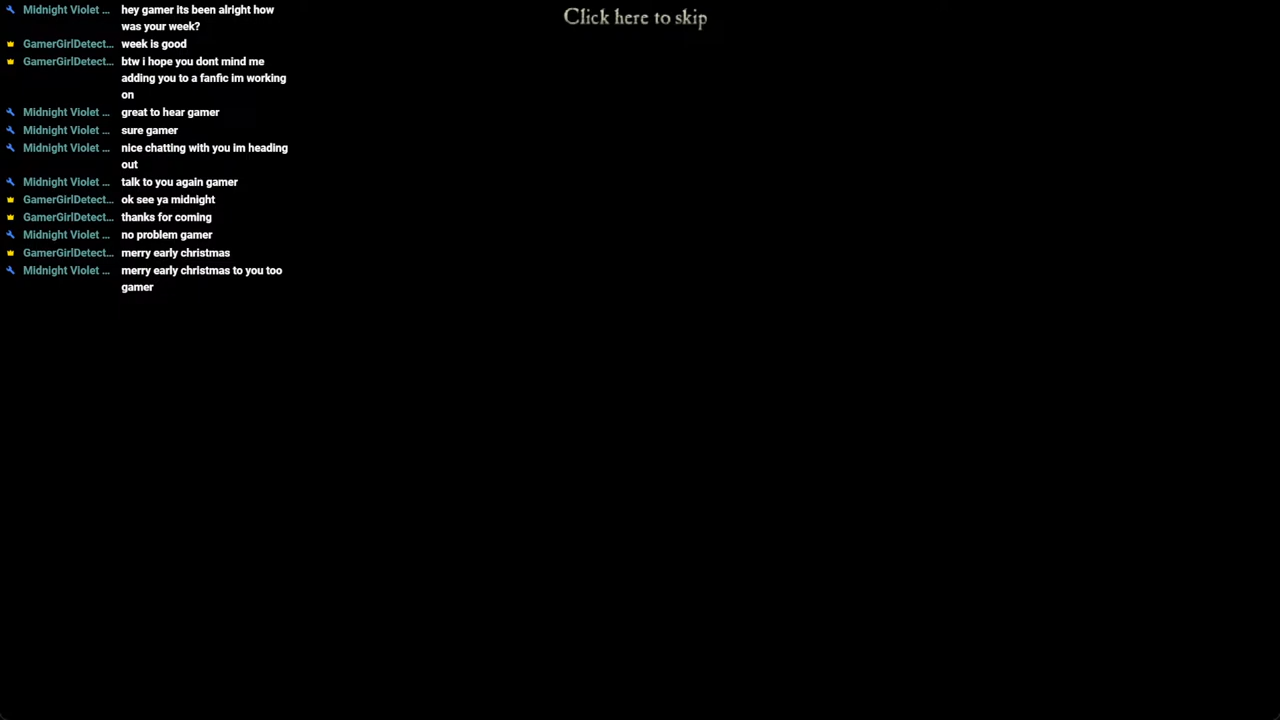 Click here to skip
Midnight Violet ... hey gamer its been alright how
was your week?
GamerGirlDetect... week is good
GamerGirlDetect... btw i hope you dont mind me
adding you to a fanfic im working
on
Midnight Violet ... great to hear gamer
Midnight Violet ... sure gamer
Midnight Violet ... nice chatting with you im heading
out
Midnight Violet ... talk to you again gamer
GamerGirlDetect... ok see ya midnight
GamerGirlDetect... thanks for coming
Midnight Violet ... no problem gamer
GamerGirlDetect... merry early christmas
Midnight Violet ... merry early christmas to you too
gamer